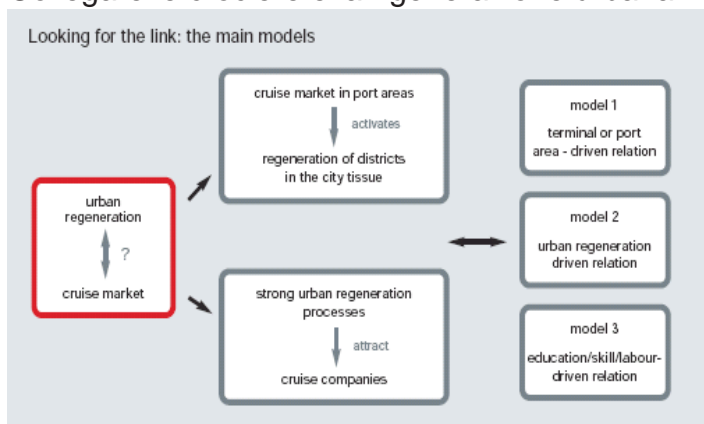 Looking for the link: the main models
urban
regeneration
?
cruise market
cruise market in port areas
activates
regeneration of districts
in the city tissue
strong urban regeneration
processes
attract
cruise companies
model 1
terminal or port
area - driven relation
model 2
urban regeneration
driven relation
model 3
education/skill/labour-
driven relation